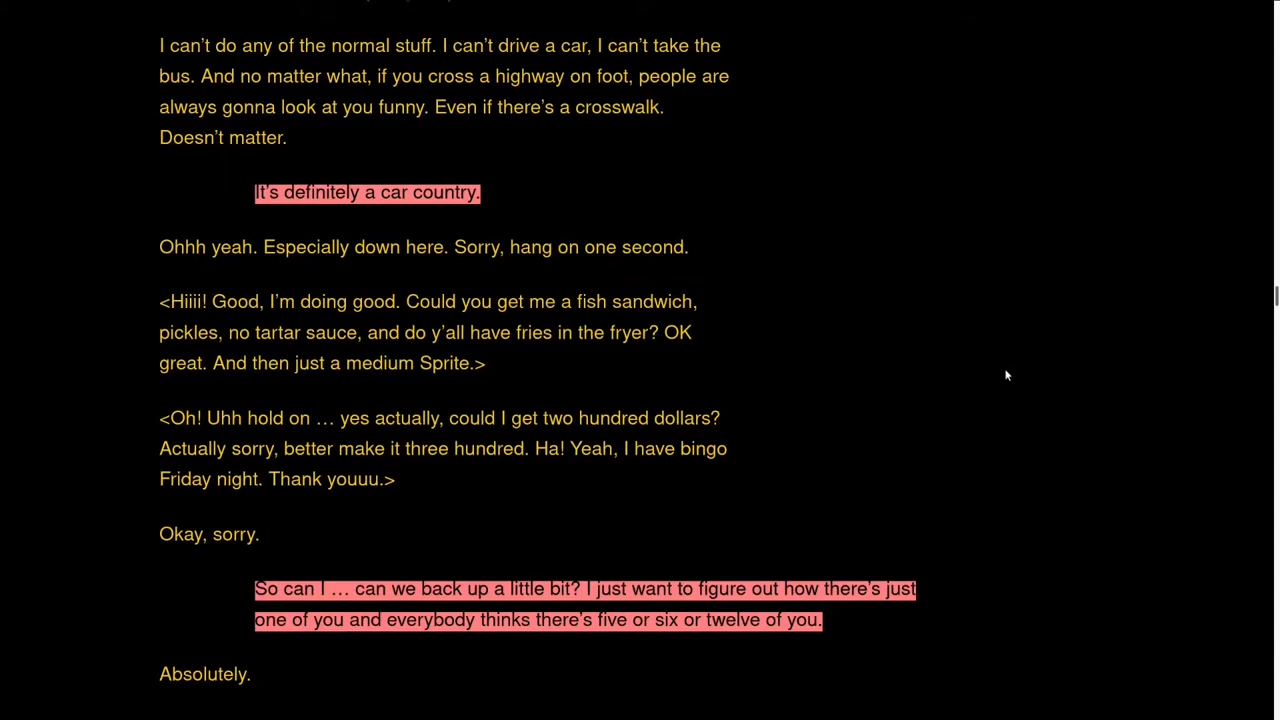 I can’t do any of the normal stuff. I can’t drive a car, I can’t take the
bus. And no matter what, if you cross a highway on foot, people are
always gonna look at you funny. Even if there’s a crosswalk.
Doesn’t matter.
It’s definitely a car country.
Ohhh yeah. Especially down here. Sorry, hang on one second.
<Hiiii! Good, I’m doing good. Could you get me a fish sandwich,
pickles, no tartar sauce, and do y’all have fries in the fryer? OK
great. And then just a medium Sprite.>
<Oh! Uhh hold on … yes actually, could I get two hundred dollars?
Actually sorry, better make it three hundred. Ha! Yeah, I have bingo
Friday night. Thank youuu.>
Okay, sorry.
So can I … can we back up a little bit? I just want to figure out how there’s just
one of you and everybody thinks there’s five or six or twelve of you.
Absolutely.